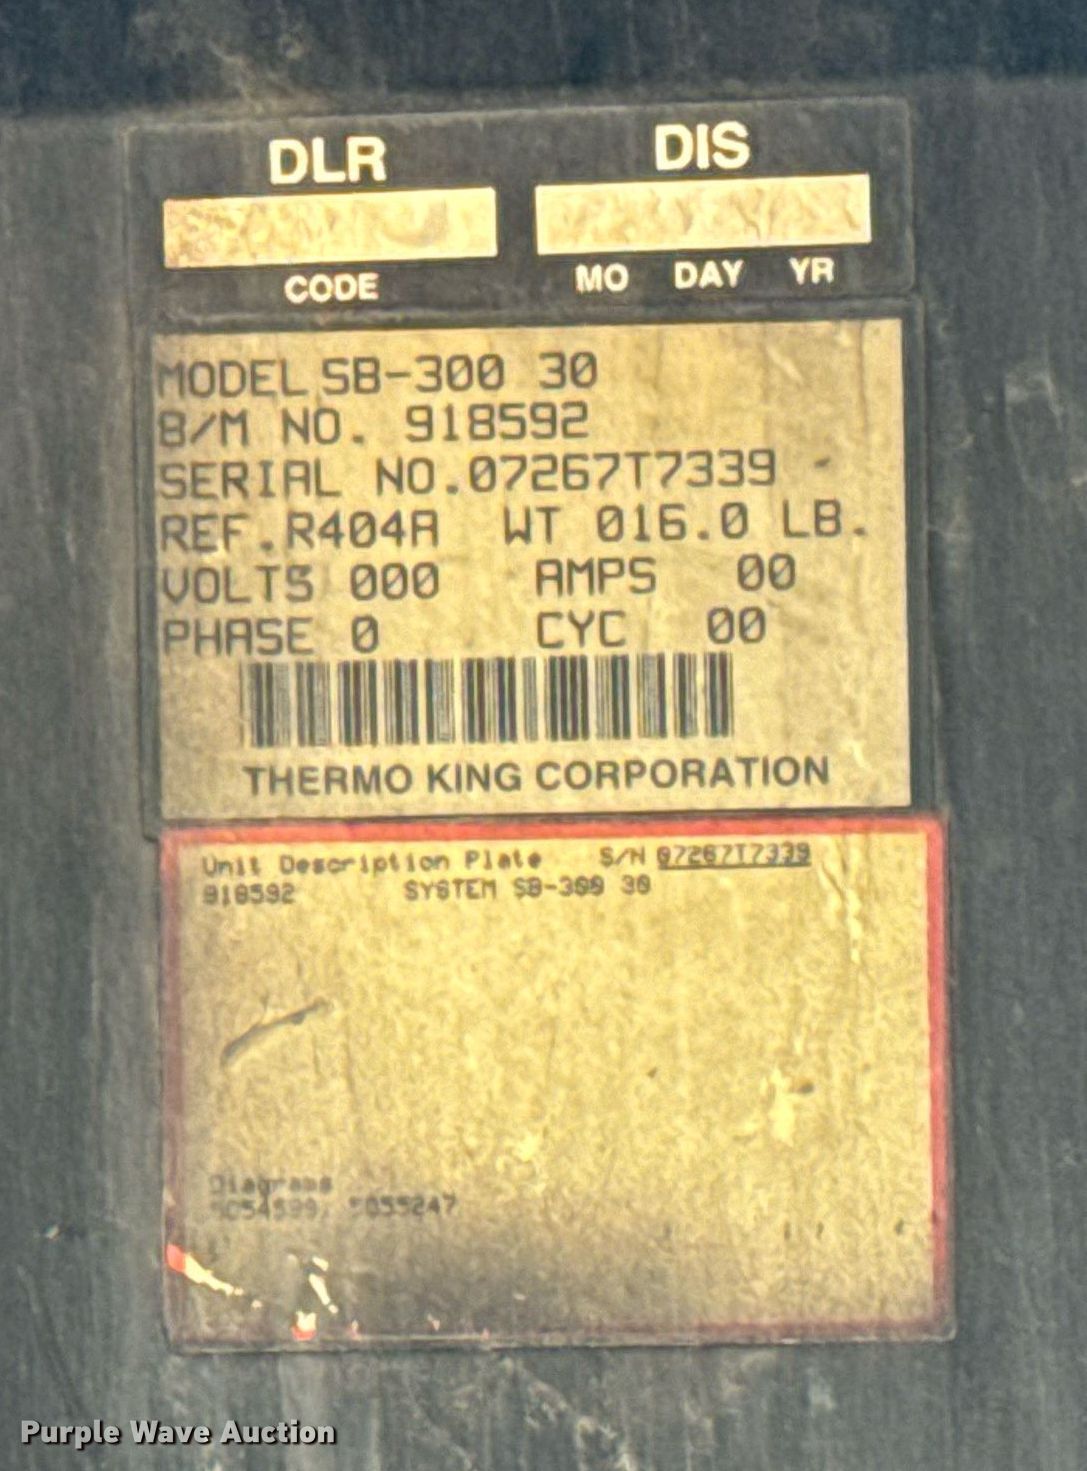 DLR DIS
CODE MO DAY YR
MODEL SB-300 30
B/M NO. 918592
SERIAL NO.07267T7339
REF.R404A WT 016.0 LB.
VOLTS 000 AMPS 00
PHASE 0 CYC 00
THERMO KING CORPORATION
Unit Description Plate S/N 07267T7339
918592 SYSTEM SB-300 30
Diagrams
5055247
Purple Wave Auction